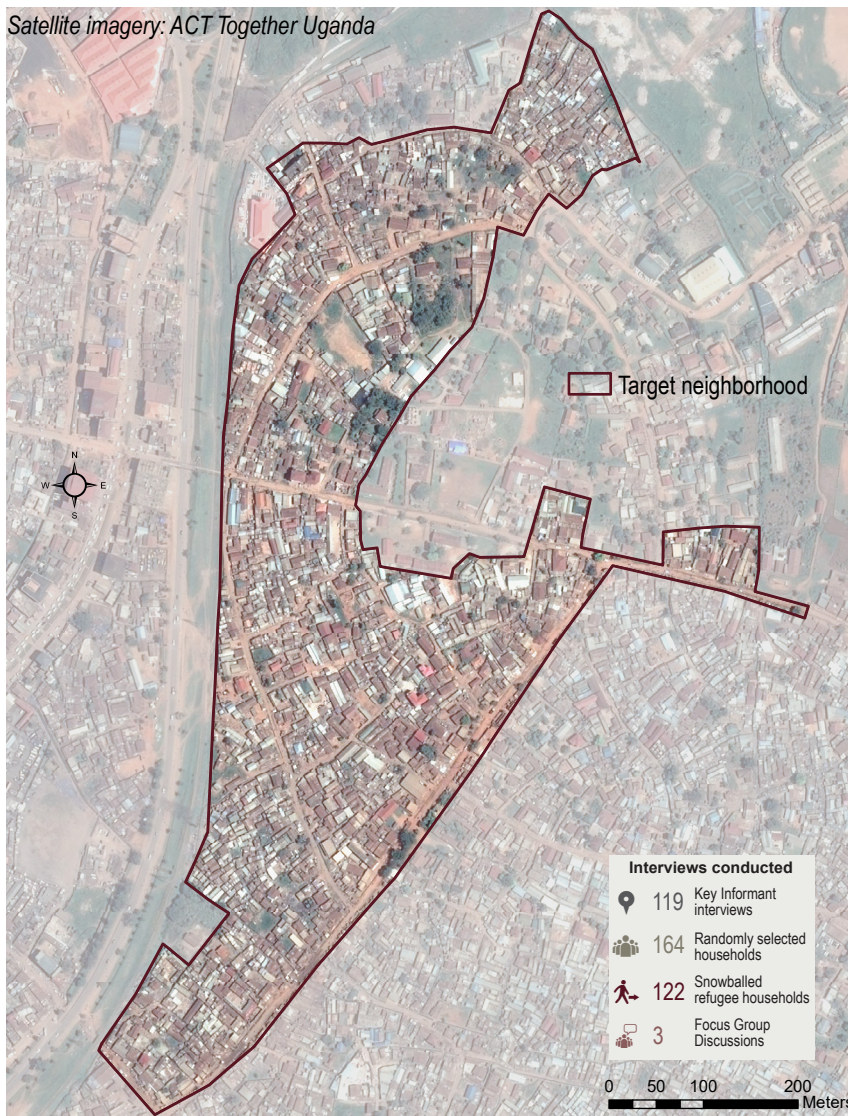 Satellite imagery: ACT Together Uganda
Target neighborhood
N
W E
S
Interviews conducted
119 Key Informant
interviews
164 Randomly selected
households
122 Snowballed
refugee households
3 Focus Group
Discussions
0 50 100 200
Meters